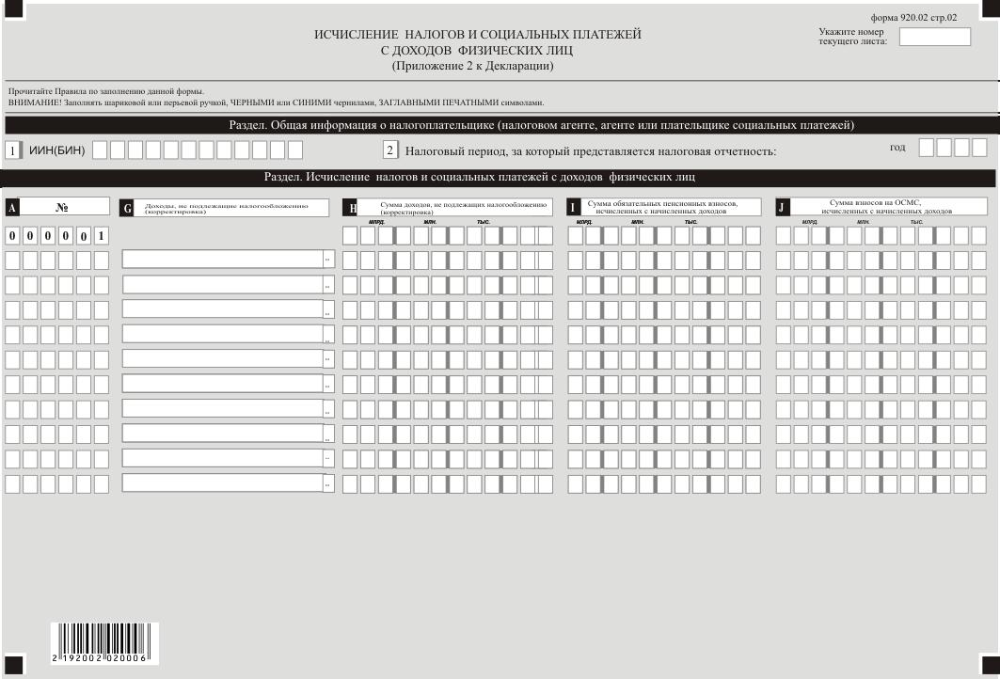 форма 920.02 стр.02
ИСЧИСЛЕНИЕ НАЛОГОВ И СОЦИАЛЬНЫХ ПЛАТЕЖЕЙ
С ДОХОДОВ ФИЗИЧЕСКИХ ЛИЦ
(Приложение 2 к Декларации)
Укажите номер
текущего листа:
Прочитайте Правила по заполнению данной формы.
ВНИМАНИЕ! Заполнять шариковой или перьевой ручкой, ЧЕРНЫМИ или СИНИМИ чернилами, ЗАГЛАВНЫМИ ПЕЧАТНЫМИ символами.
Раздел. Общая информация о налогоплательщике (налоговом агенте, агенте или плательщике социальных платежей)
1 ИИН(БИН)
2 Налоговый период, за который представляется налоговая отчетность: год
Раздел. Исчисление налогов и социальных платежей с доходов физических лиц
A №
G Доходы, не подлежащие налогообложению
(корректировка)
H Сумма доходов, не подлежащих налогообложению
(корректировка)
I Сумма обязательных пенсионных взносов,
исчисленных с начисленных доходов
J Сумма взносов на ОСМС,
исчисленных с начисленных доходов
МЛРД. МЛН. ТЫС. МЛРД. МЛН. ТЫС. МЛРД. МЛН. ТЫС.
0 0 0 0 0 1
2 192002 020006